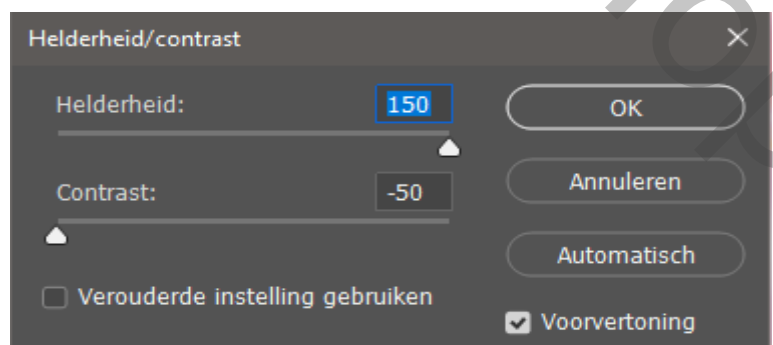 Helderheid/contrast
Helderheid: 150
OK
Contrast: -50
Annuleren
Automatisch
Verouderde instelling gebruiken
Voorvertoning